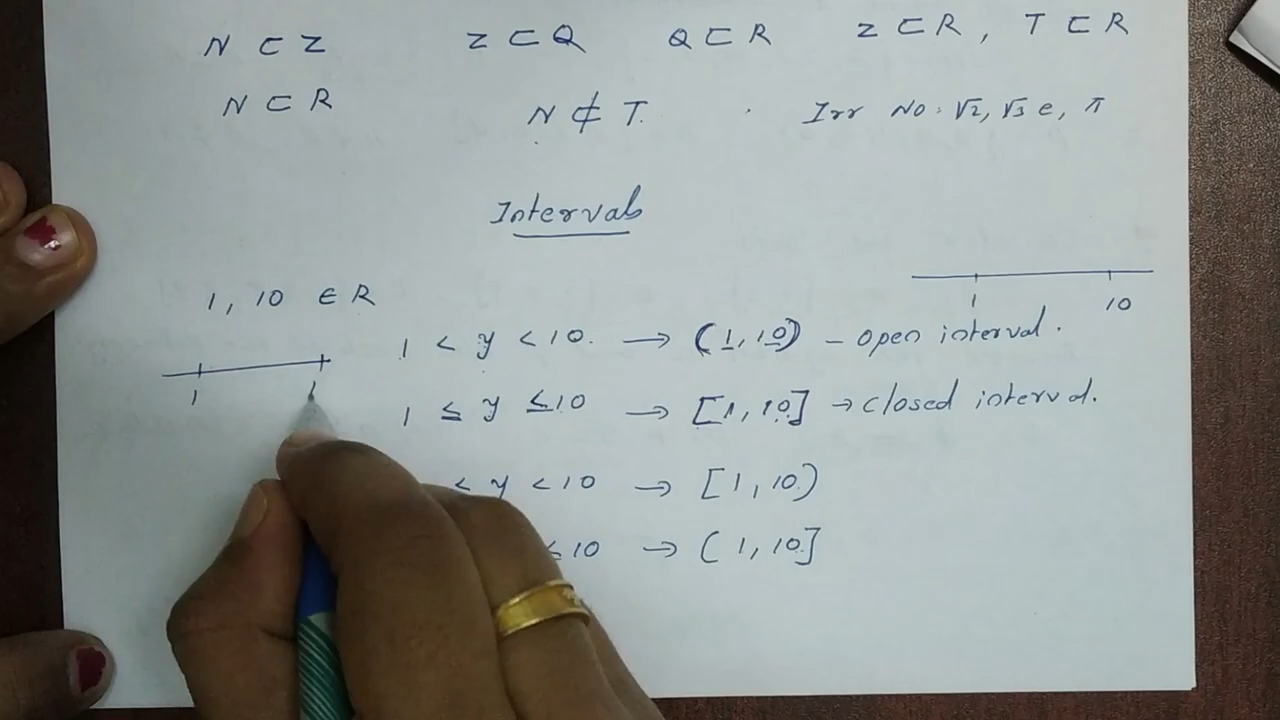 N ⊂ Z Z ⊂ Q Q ⊂ R Z ⊂ R, T ⊂ R
N ⊂ R N ⊄ T. Irr No: √2, √3 e, π
Intervals
1, 10 ∈ R
1 10
1 < y < 10. → (1, 10) – open interval.
1 1
1 ≤ y ≤ 10 → [1, 10] → closed interval.
< y < 10 → [1, 10)
≤ 10 → (1, 10]